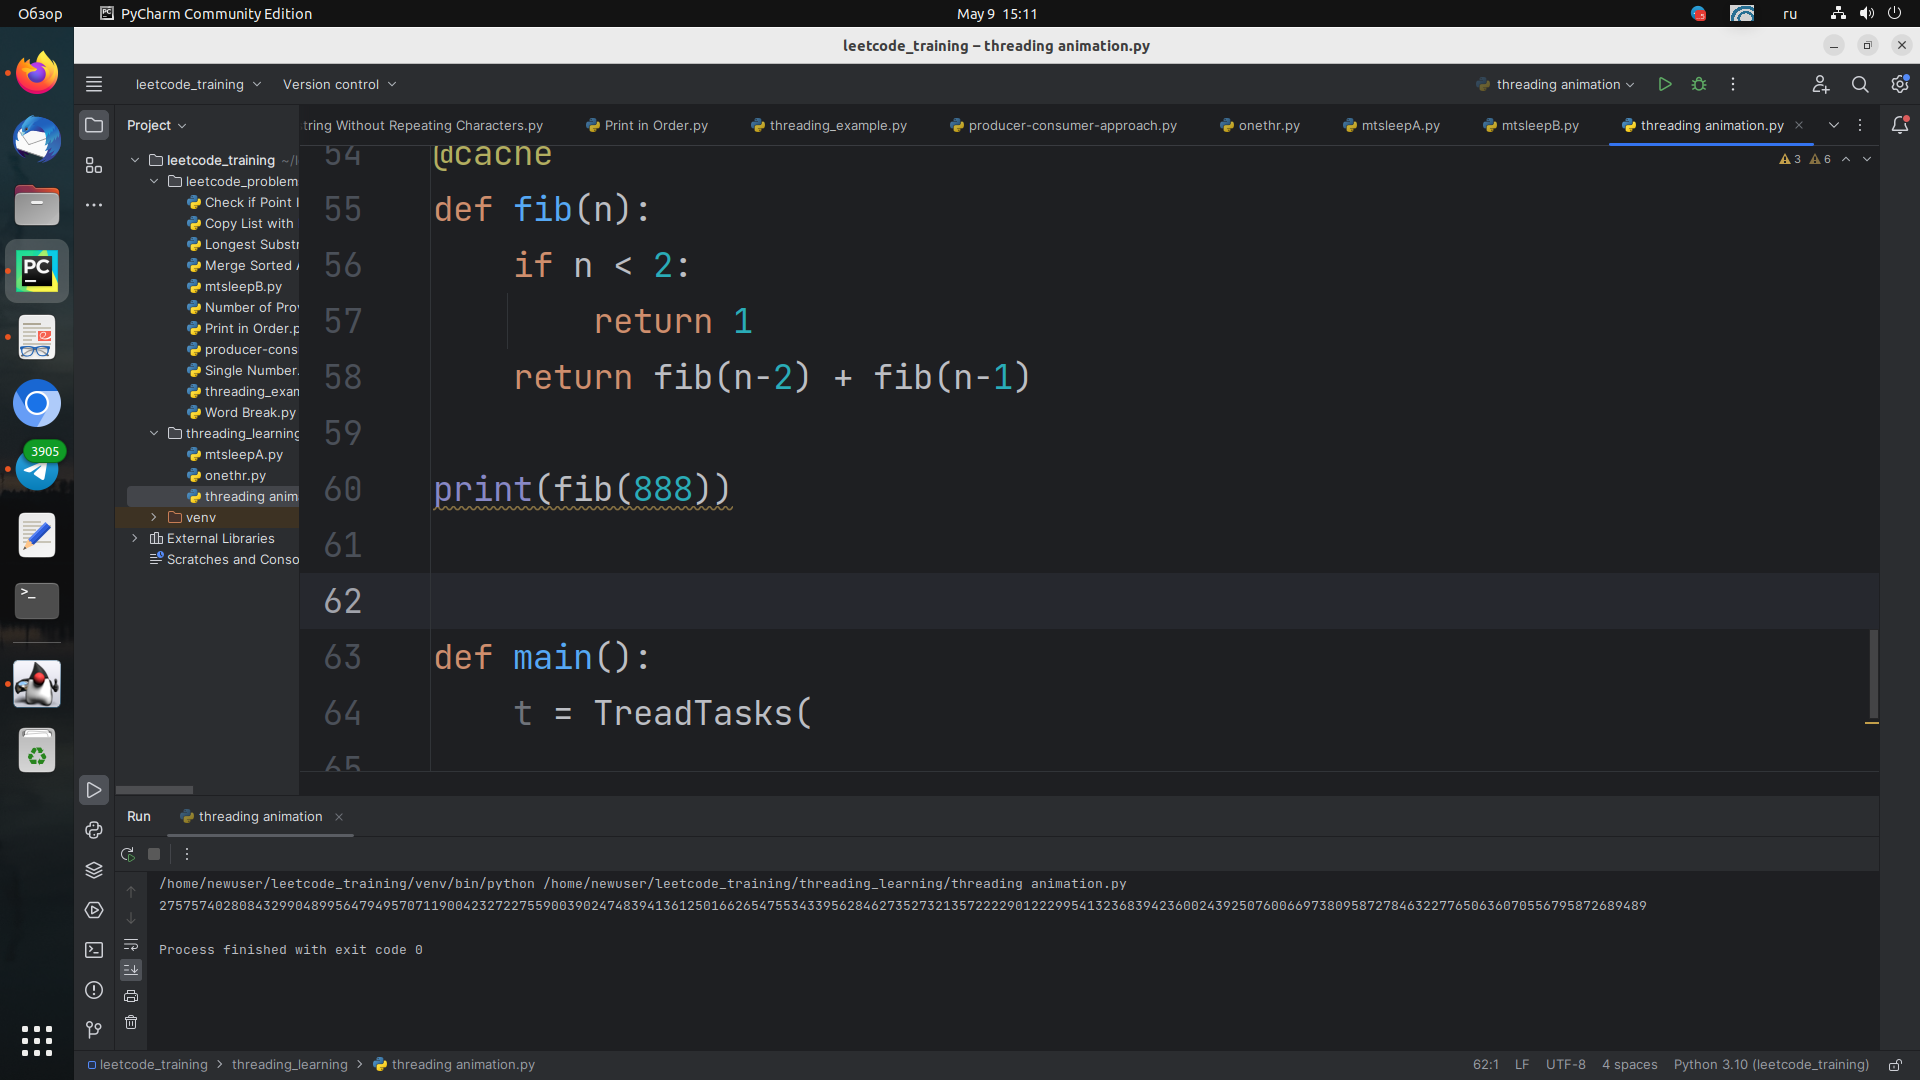 Обзор
PyCharm Community Edition
May 9 15:11
ru
leetcode_training – threading animation.py
leetcode_training
Version control
threading animation
Project
tring Without Repeating Characters.py
Print in Order.py
threading_example.py
producer-consumer-approach.py
onethr.py
mtsleepA.py
mtsleepB.py
threading animation.py
3
6
leetcode_training ~/l
leetcode_problem
Check if Point I
Copy List with
Longest Substr
Merge Sorted A
mtsleepB.py
Number of Prov
Print in Order.p
producer-cons
Single Number.
threading_exam
Word Break.py
threading_learning
mtsleepA.py
onethr.py
threading anima
venv
External Libraries
Scratches and Conso
3905
PC
54 @cache
55 def fib(n):
56 if n < 2:
57 return 1
58 return fib(n-2) + fib(n-1)
59
60 print(fib(888))
61
62
63 def main():
64 t = TreadTasks(
65
Run
threading animation
/home/newuser/leetcode_training/venv/bin/python /home/newuser/leetcode_training/threading_learning/threading animation.py
Process finished with exit code 0
leetcode_training > threading_learning > threading animation.py
62:1 LF UTF-8 4 spaces Python 3.10 (leetcode_training)